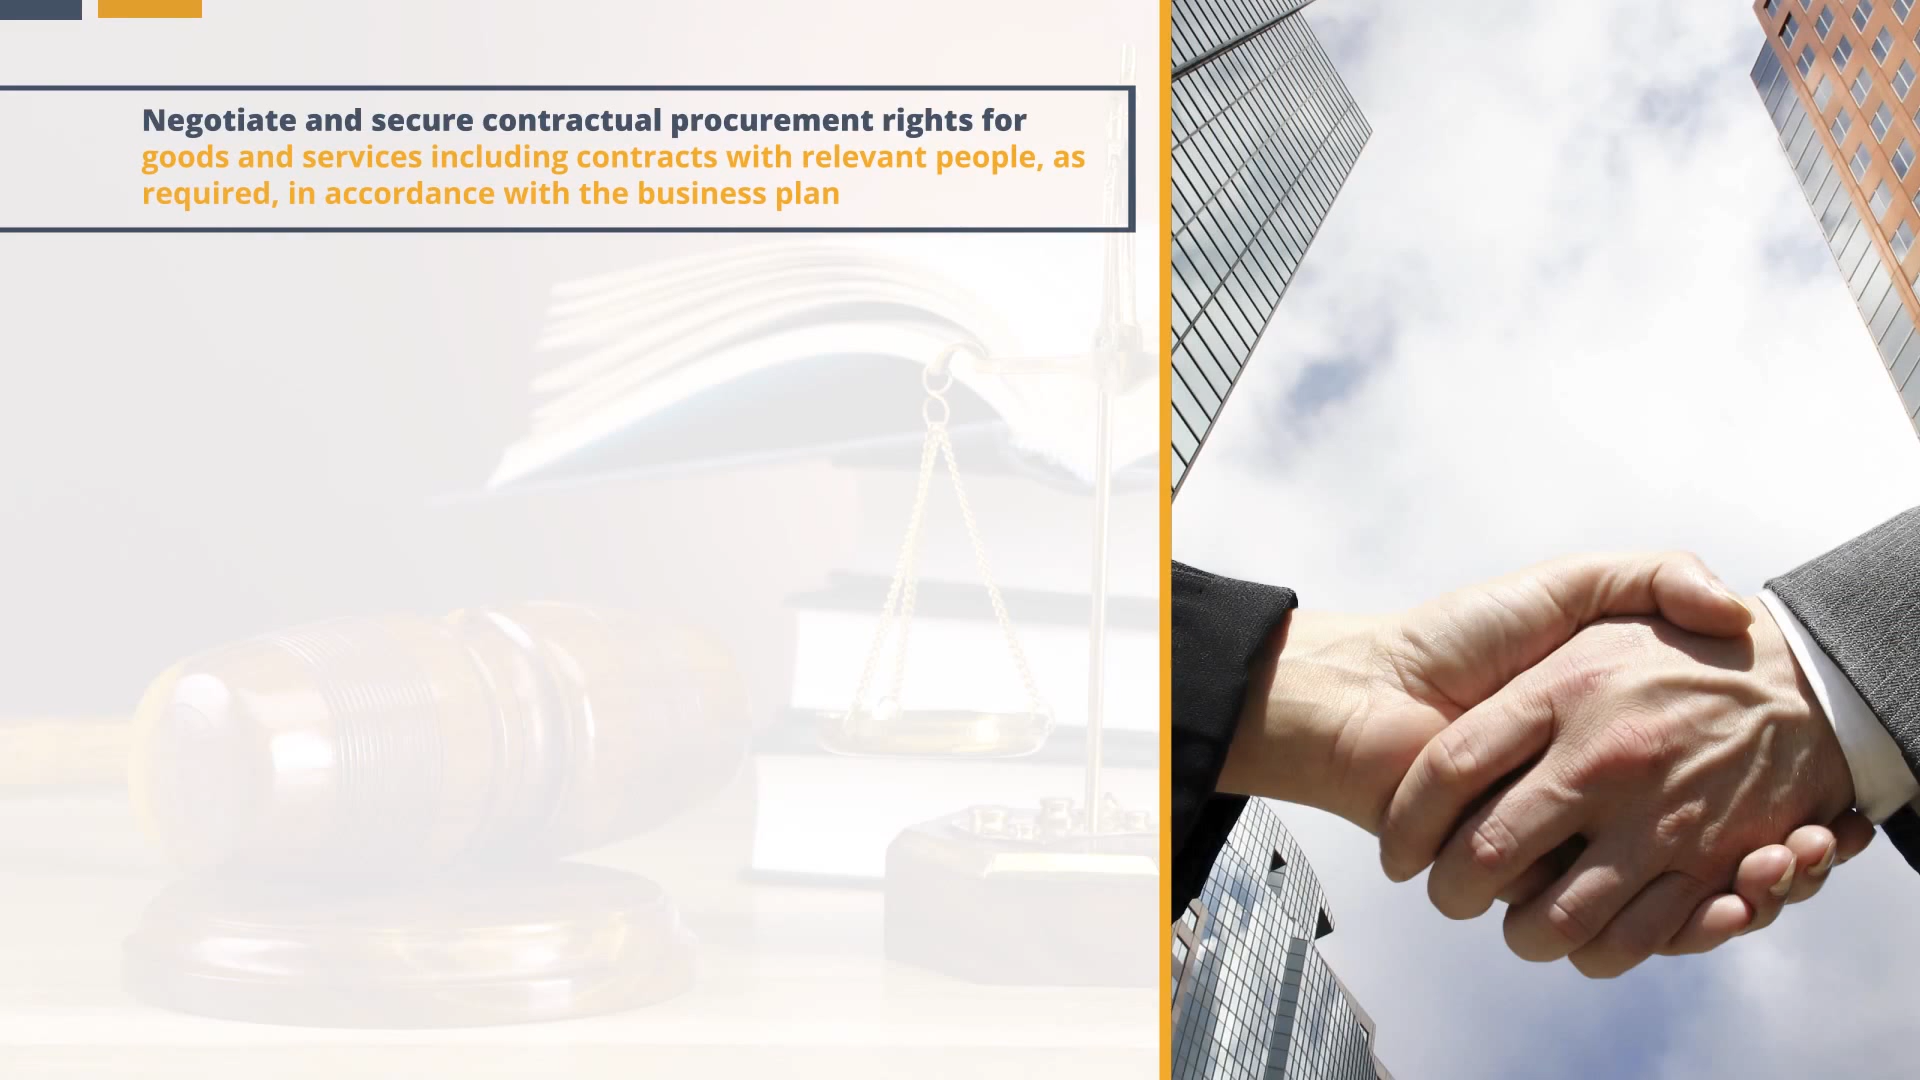 Negotiate and secure contractual procurement rights for
goods and services including contracts with relevant people, as
required, in accordance with the business plan